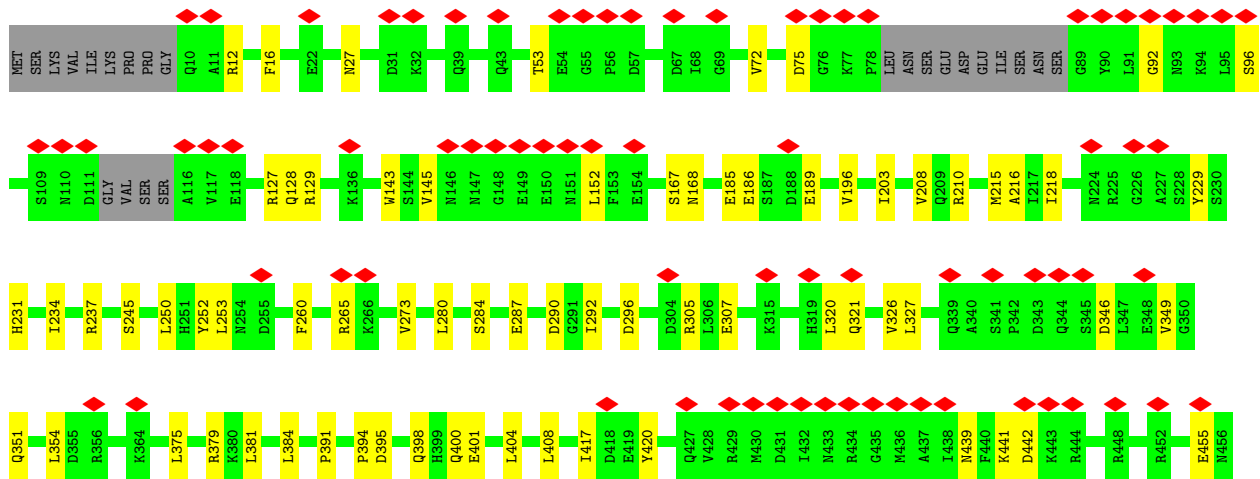 MET SER LYS VAL ILE LYS PRO PRO GLY Q10 A11 R12 F16 E22 N27 D31 K32 Q39 Q43 T53 E54 G55 P56 D57 D67 I68 G69 V72 D75 G76 K77 P78 LEU ASN SER GLU ASP GLU ILE SER ASN SER G89 Y90 L91 G92 N93 K94 L95 S96
S109 N110 D111 GLY VAL SER SER A116 V117 E118 R127 Q128 R129 K136 W143 S144 V145 N146 N147 G148 E149 E150 N151 L152 F153 E154 S167 N168 E185 E186 S187 D188 E189 V196 I203 V208 Q209 R210 M215 A216 I217 I218 N224 R225 G226 A227 S228 Y229 S230
H231 I234 R237 S245 L250 H251 Y252 L253 N254 D255 F260 R265 K266 V273 L280 S284 E287 D290 G291 I292 D296 D304 R305 L306 E307 K315 H319 L320 Q321 V326 L327 Q339 A340 S341 P342 D343 Q344 S345 D346 L347 E348 V349 G350
Q351 L354 D355 R356 K364 L375 R379 K380 L381 L384 P391 P394 D395 Q398 H399 Q400 E401 L404 L408 I417 D418 E419 Y420 Q427 V428 R429 M430 D431 I432 N433 R434 G435 M436 A437 I438 N439 F440 K441 D442 K443 R444 R448 R452 E455 N456